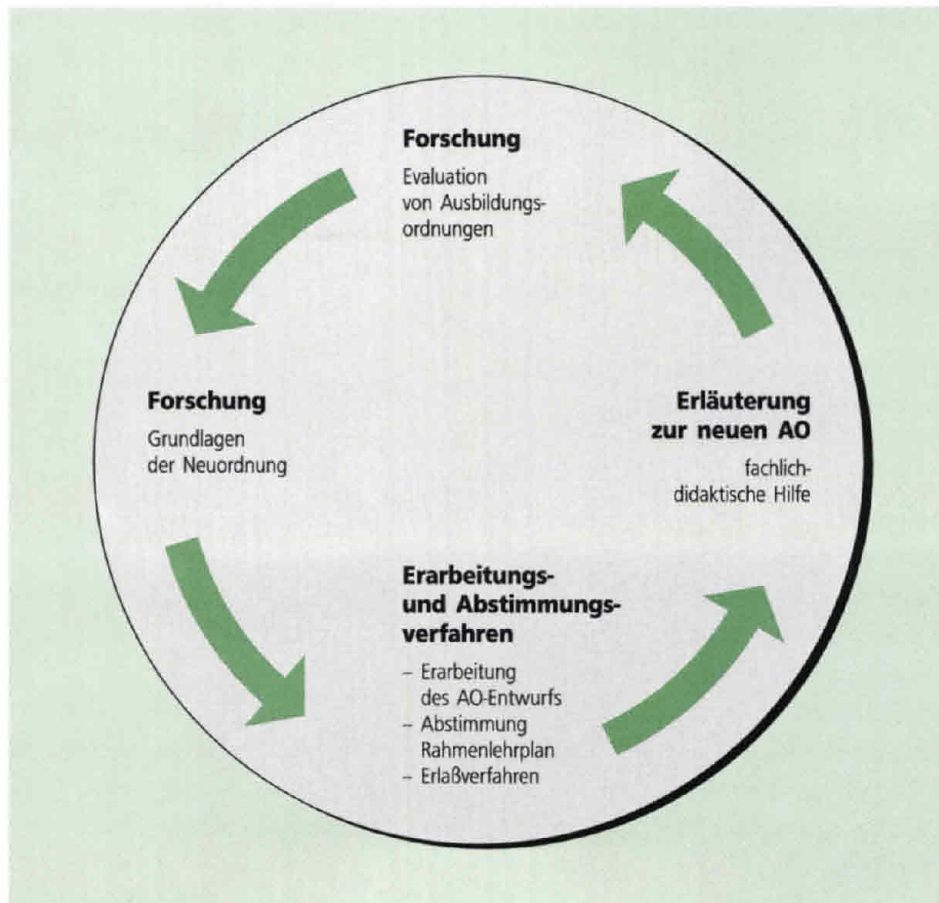 Forschung
Evaluation
von Ausbildungs-
ordnungen
Forschung
Grundlagen
der Neuordnung
Erläuterung
zur neuen AO
fachlich-
didaktische Hilfe
Erarbeitungs-
und Abstimmungs-
verfahren
– Erarbeitung
des AO-Entwurfs
– Abstimmung
Rahmenlehrplan
– Erlaßverfahren